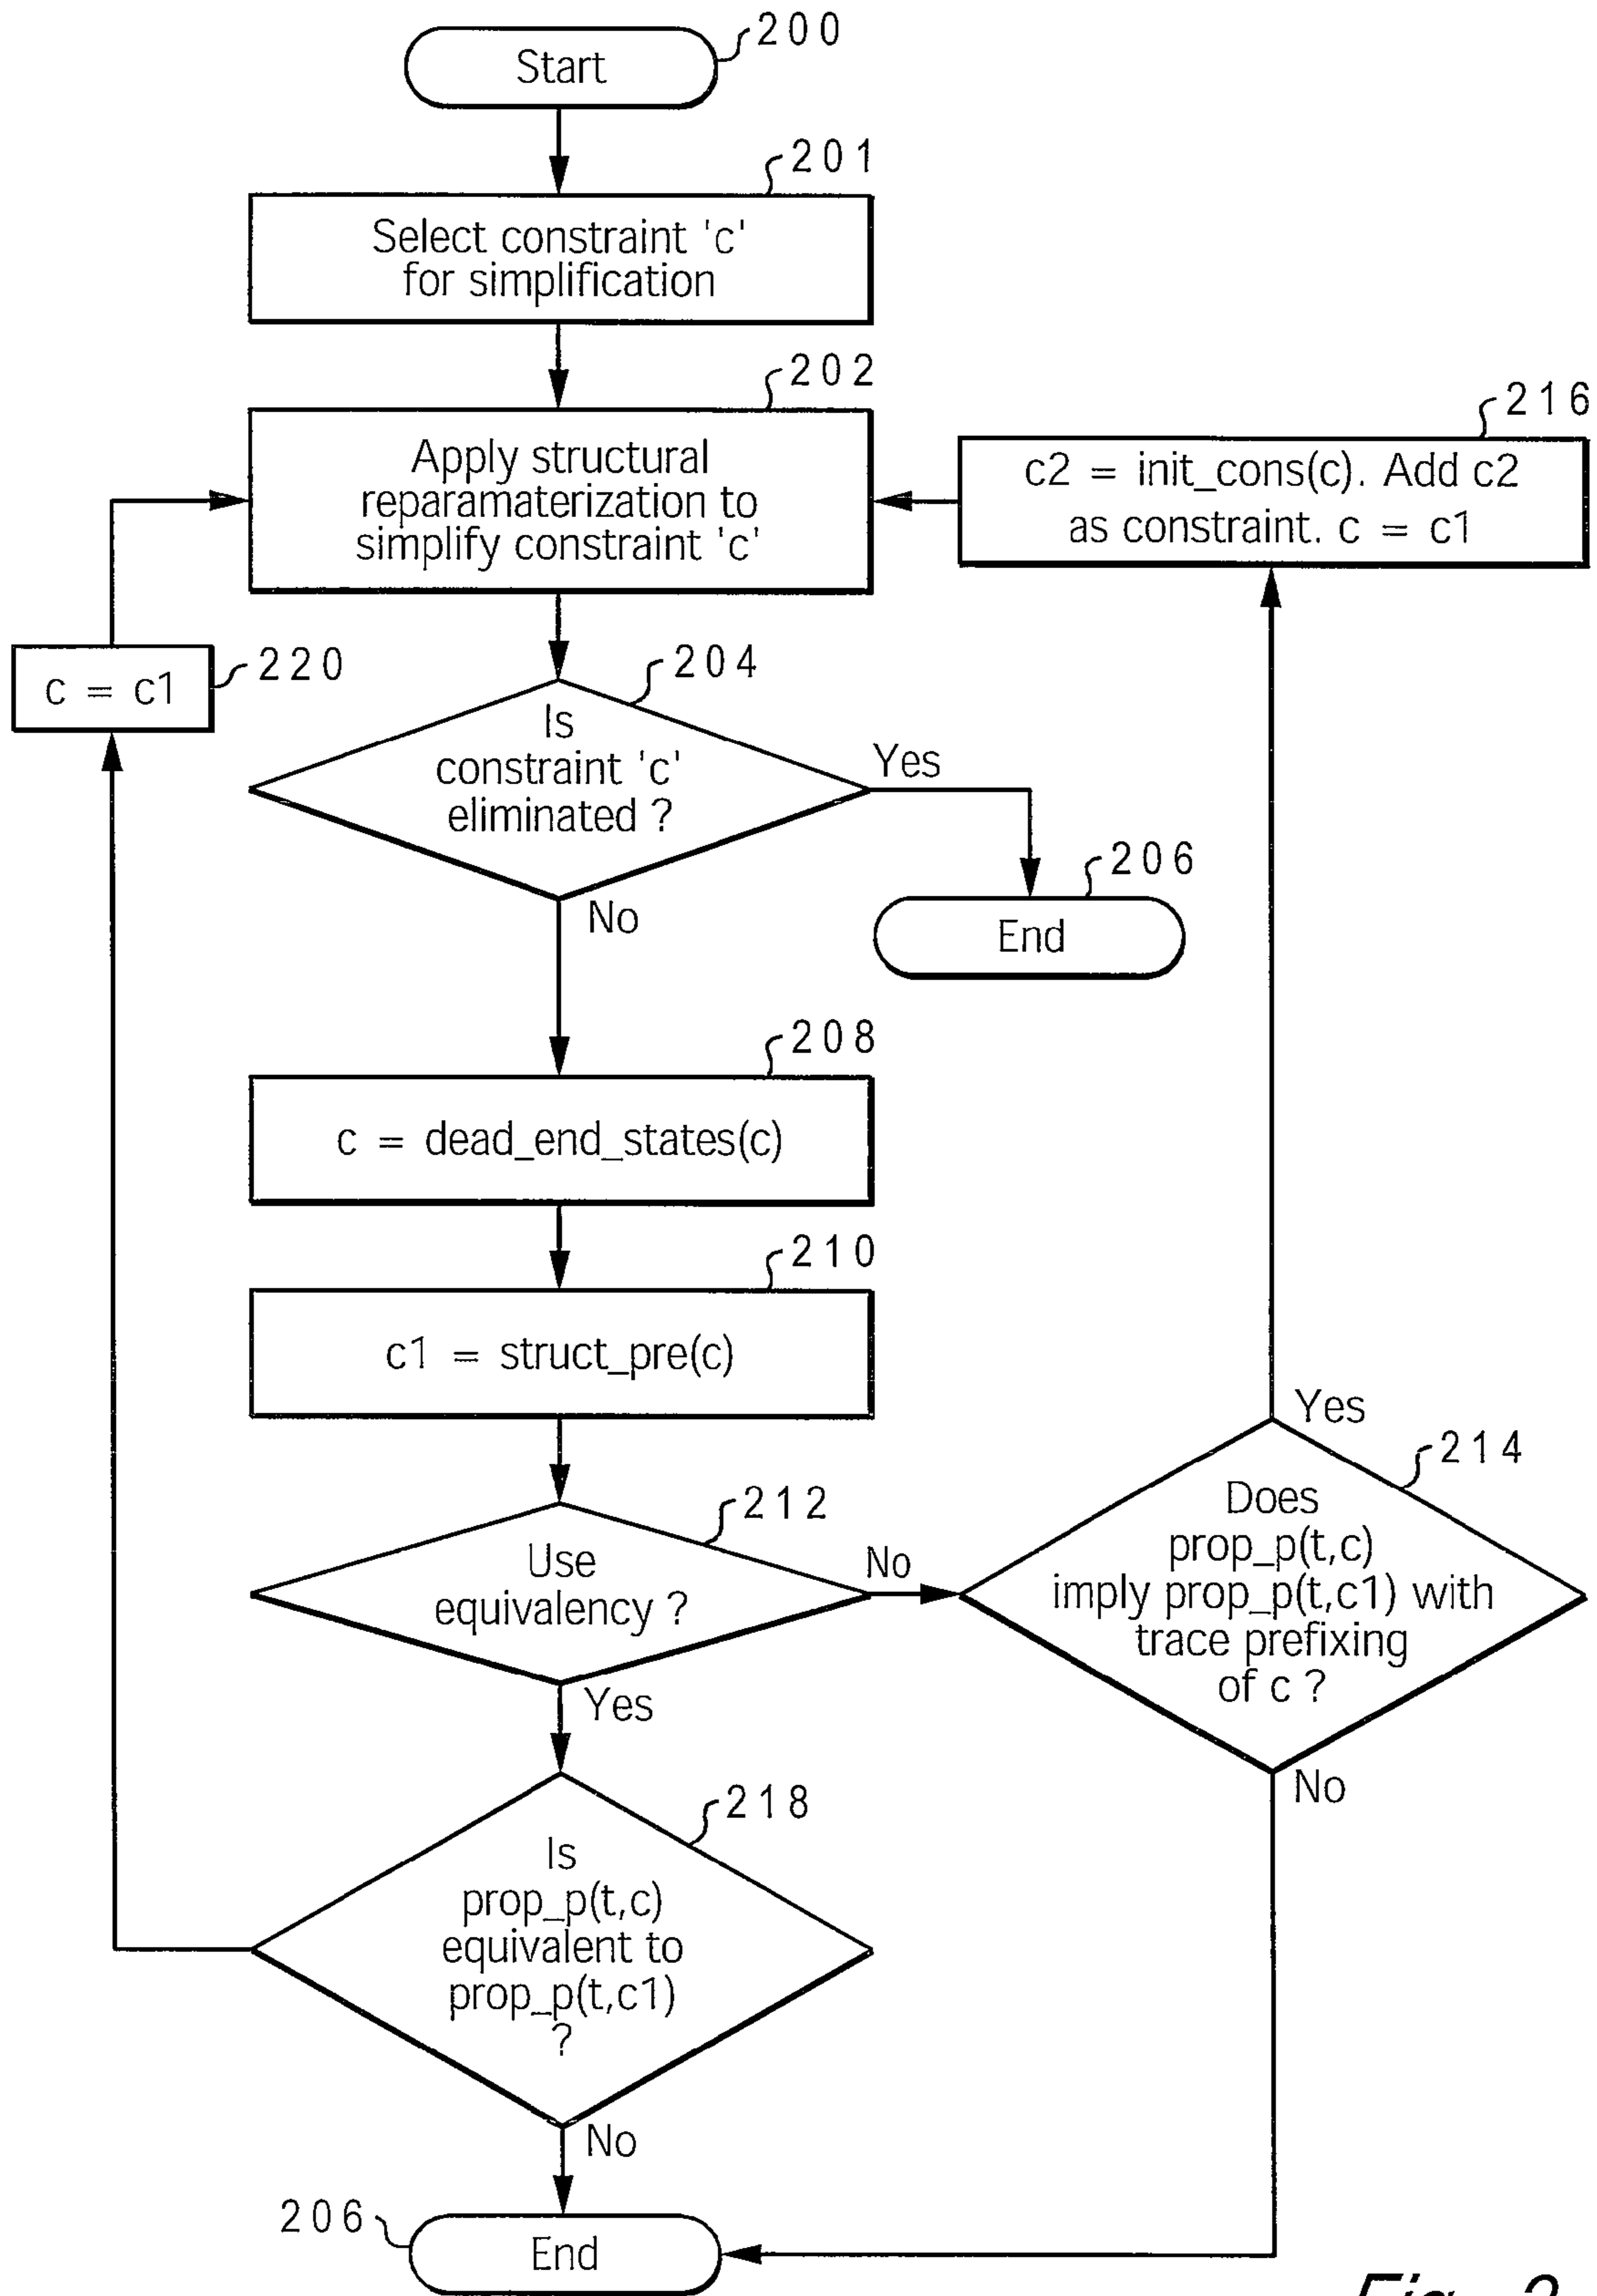 200
Start
201
Select constraint 'c'
for simplification
202
Apply structural
reparamaterization to
simplify constraint 'c'
216
c2 = init_cons(c). Add c2
as constraint. c = c1
220
c = c1
204
Is
constraint 'c'
eliminated ?
Yes
No
206
End
208
c = dead_end_states(c)
210
c1 = struct_pre(c)
212
Use
equivalency ?
No
Yes
214
Does
prop_p(t,c)
imply prop_p(t,c1) with
trace prefixing
of c ?
Yes
No
218
Is
prop_p(t,c)
equivalent to
prop_p(t,c1)
?
No
206
End